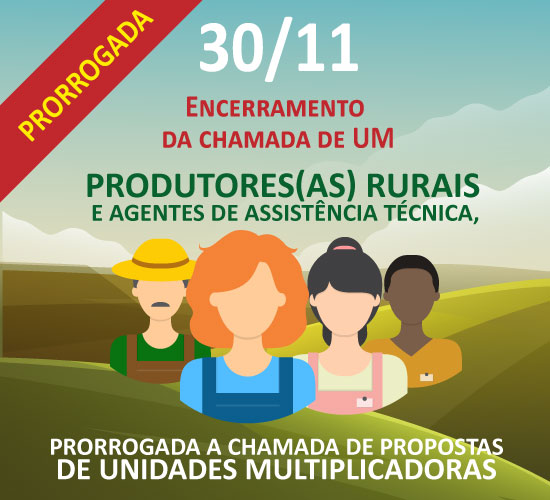 PRORROGADA
30/11
ENCERRAMENTO
DA CHAMADA DE UM
PRODUTORES(AS) RURAIS
E AGENTES DE ASSISTÊNCIA TÉCNICA,
PRORROGADA A CHAMADA DE PROPOSTAS
DE UNIDADES MULTIPLICADORAS